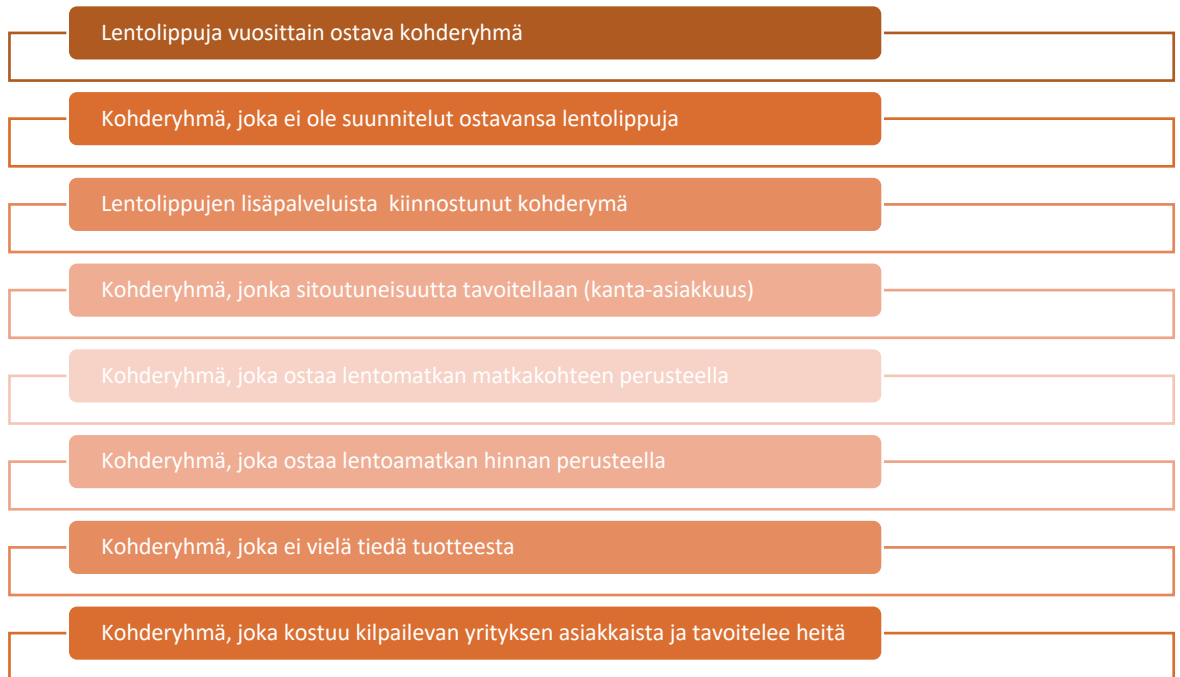 Lentolippuja vuosittain ostava kohderyhmä
Kohderyhmä, joka ei ole suunnitelut ostavansa lentolippuja
Lentolippujen lisäpalveluista  kiinnostunut kohderymä
Kohderyhmä, jonka sitoutuneisuutta tavoitellaan (kanta-asiakkuus)
Kohderyhmä, joka ostaa lentomatkan matkakohteen perusteella
Kohderyhmä, joka ostaa lentoamatkan hinnan perusteella
Kohderyhmä, joka ei vielä tiedä tuotteesta
Kohderyhmä, joka kostuu kilpailevan yrityksen asiakkaista ja tavoitelee heitä